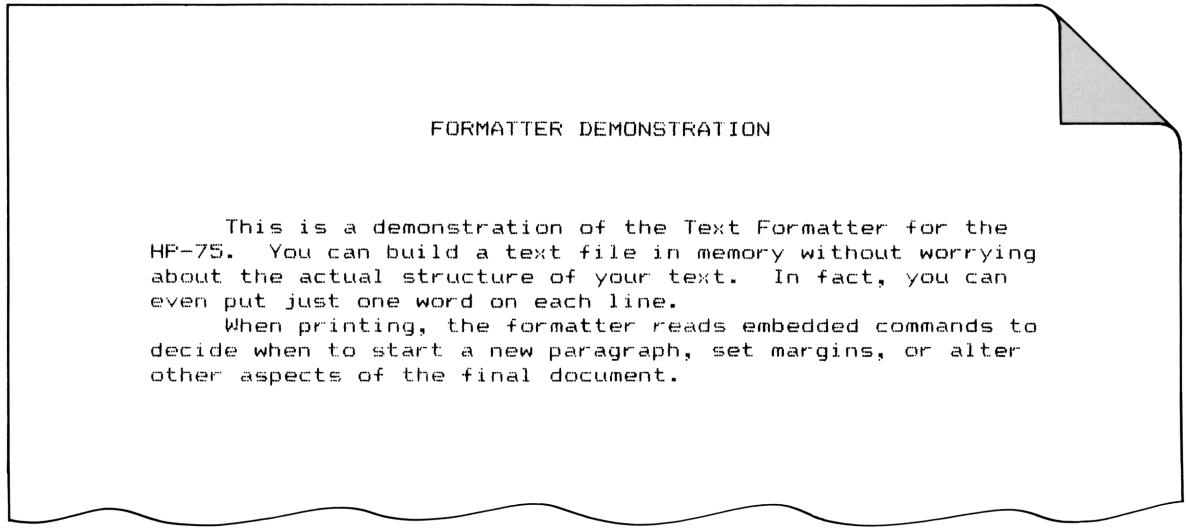 FORMATTER DEMONSTRATION
This is a demonstration of the Text Formatter for the
HP-75.  You can build a text file in memory without worrying
about the actual structure of your text.  In fact, you can
even put just one word on each line.
When printing, the formatter reads embedded commands to
decide when to start a new paragraph, set margins, or alter
other aspects of the final document.